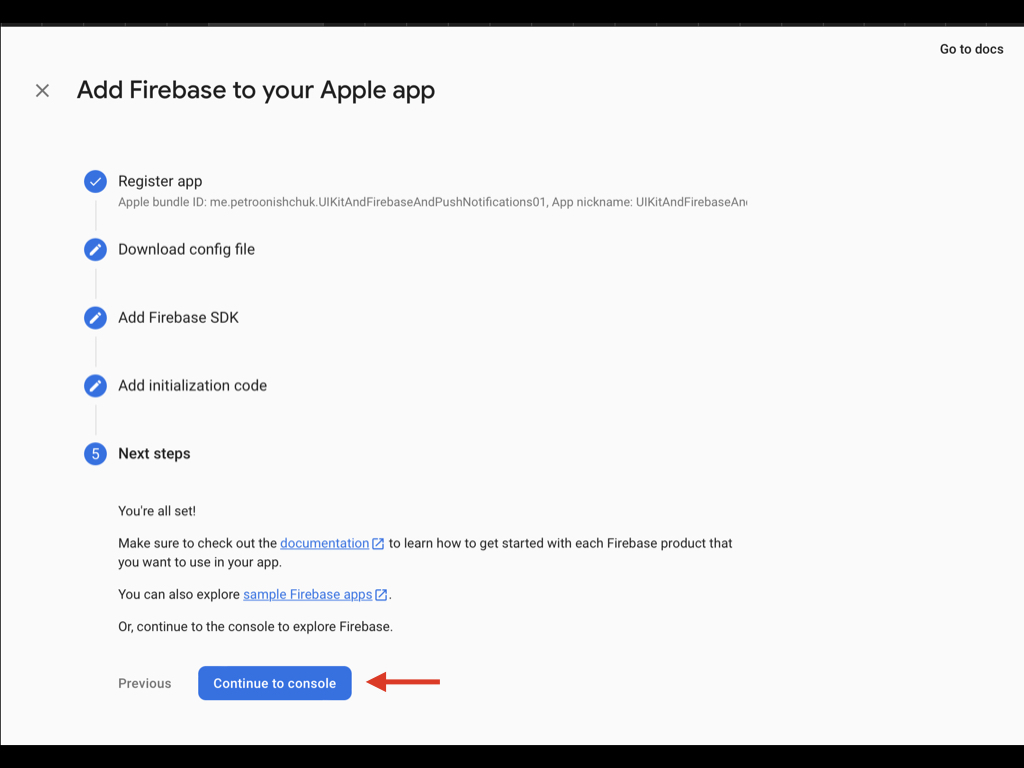 Go to docs
Add Firebase to your Apple app
Register app
Apple bundle ID: me.petroonishchuk.UIKitAndFirebaseAndPushNotifications01, App nickname: UIKitAndFirebaseAn
Download config file
Add Firebase SDK
Add initialization code
5 Next steps
You're all set!
Make sure to check out the documentation to learn how to get started with each Firebase product that
you want to use in your app.
You can also explore sample Firebase apps.
Or, continue to the console to explore Firebase.
Previous Continue to console